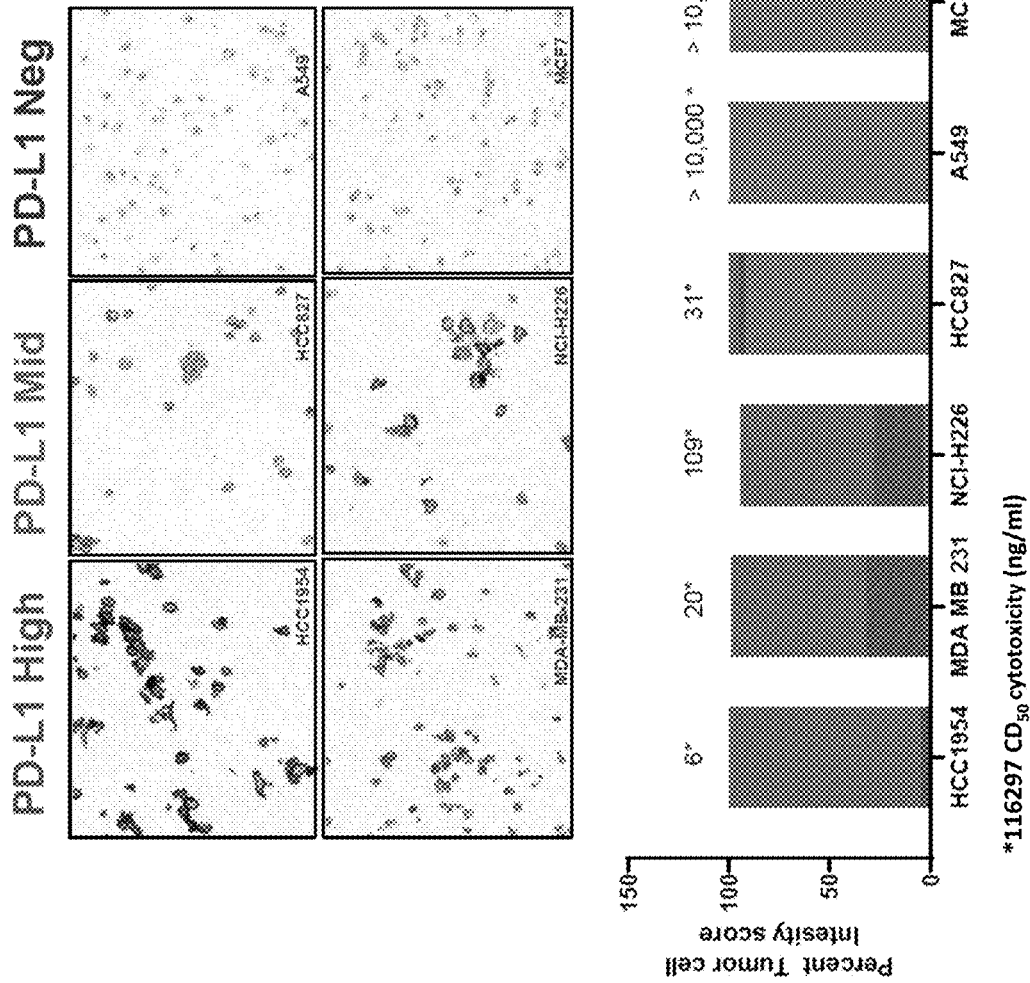 PD-L1 High
PD-L1 Mid
PD-L1 Neg
HCC1954
HCC827
A549
MDA MB-231
NCI-H226
MCF7
Percent Tumor cell
Intesity score
150
100
50
0
6*
20*
109*
31*
> 10,000 *
> 10,
HCC1954
MDA MB 231
NCI-H226
HCC827
A549
MC
*116297 CD50 cytotoxicity (ng/ml)